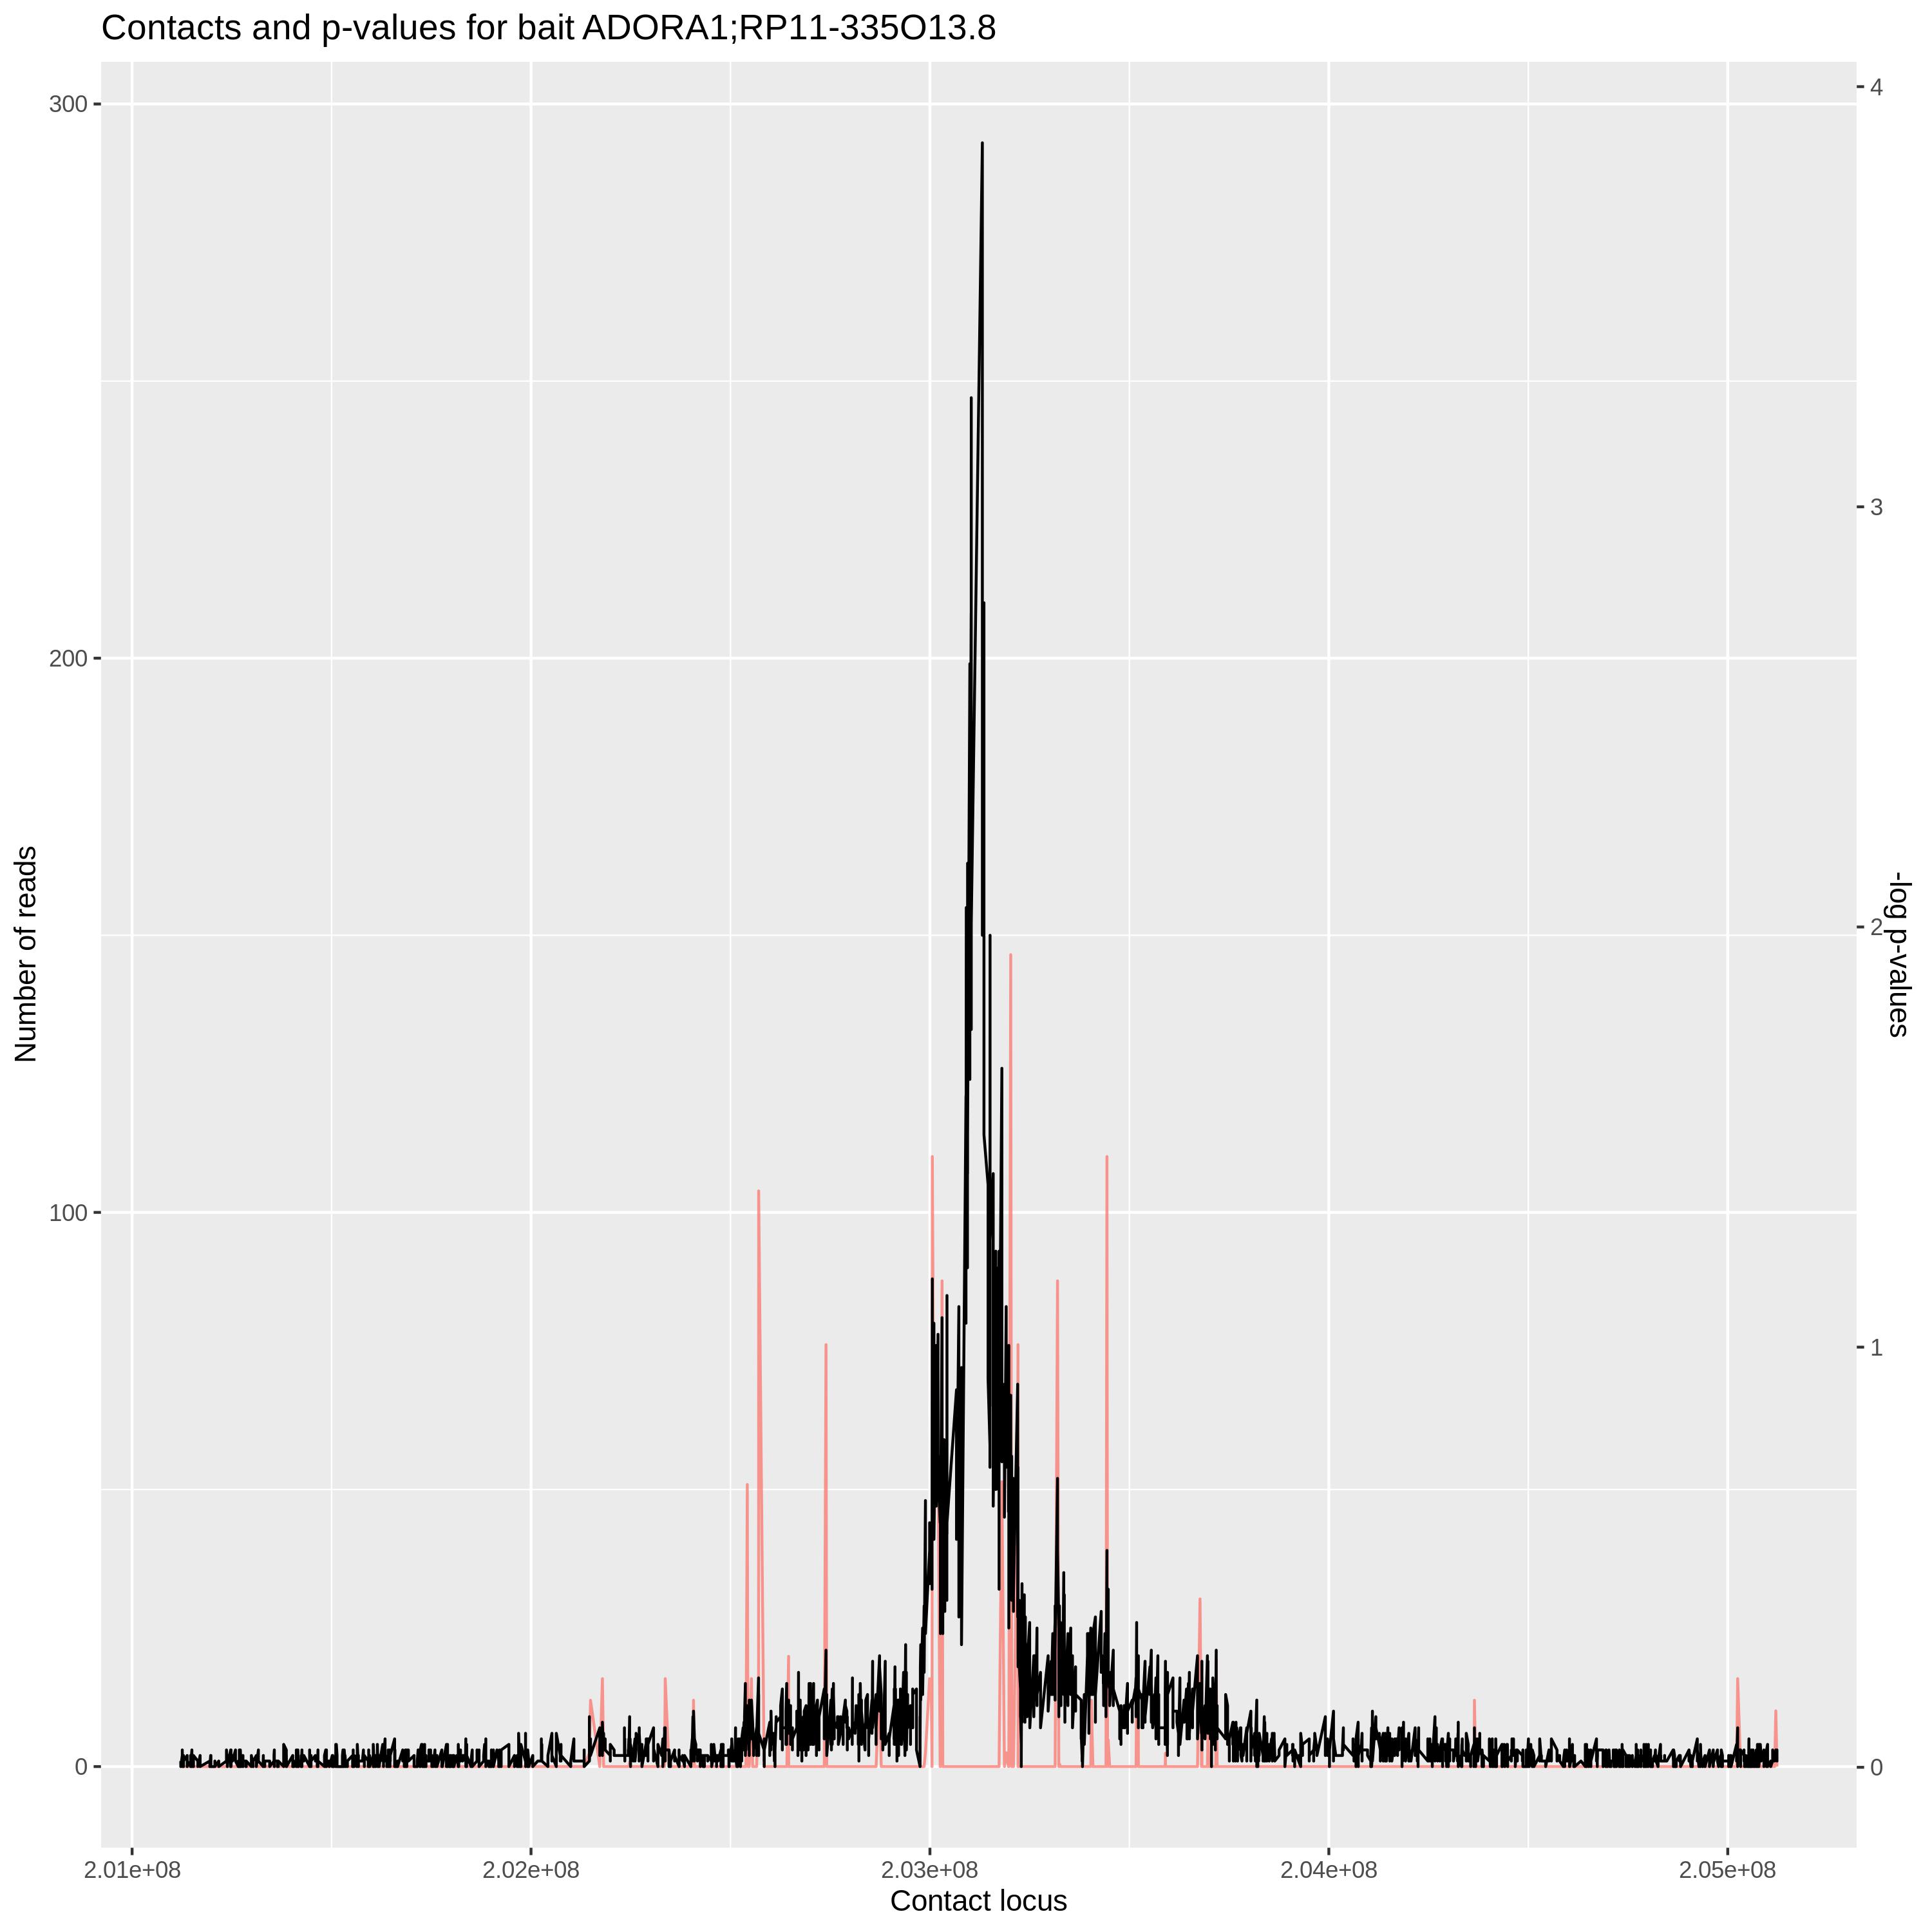 Contacts and p-values for bait ADORA1;RP11-335O13.8
300
200
100
0
Number of reads
4
3
2
1
0
-log p-values
2.01e+08
2.02e+08
2.03e+08
2.04e+08
2.05e+08
Contact locus